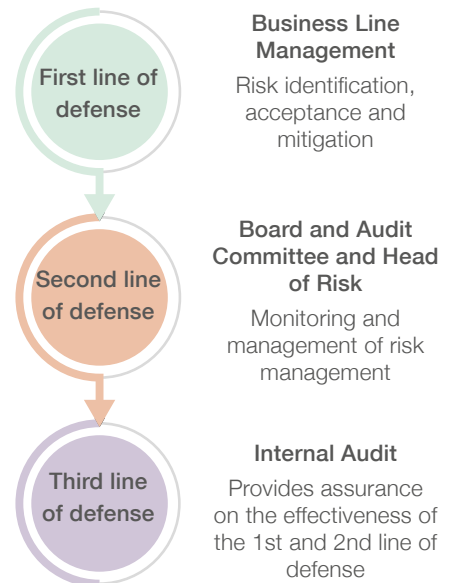 First line of
defense
Business Line
Management
Risk identification,
acceptance and
mitigation
Second line
of defense
Board and Audit
Committee and Head
of Risk
Monitoring and
management of risk
management
Third line
of defense
Internal Audit
Provides assurance
on the effectiveness of
the 1st and 2nd line of
defense